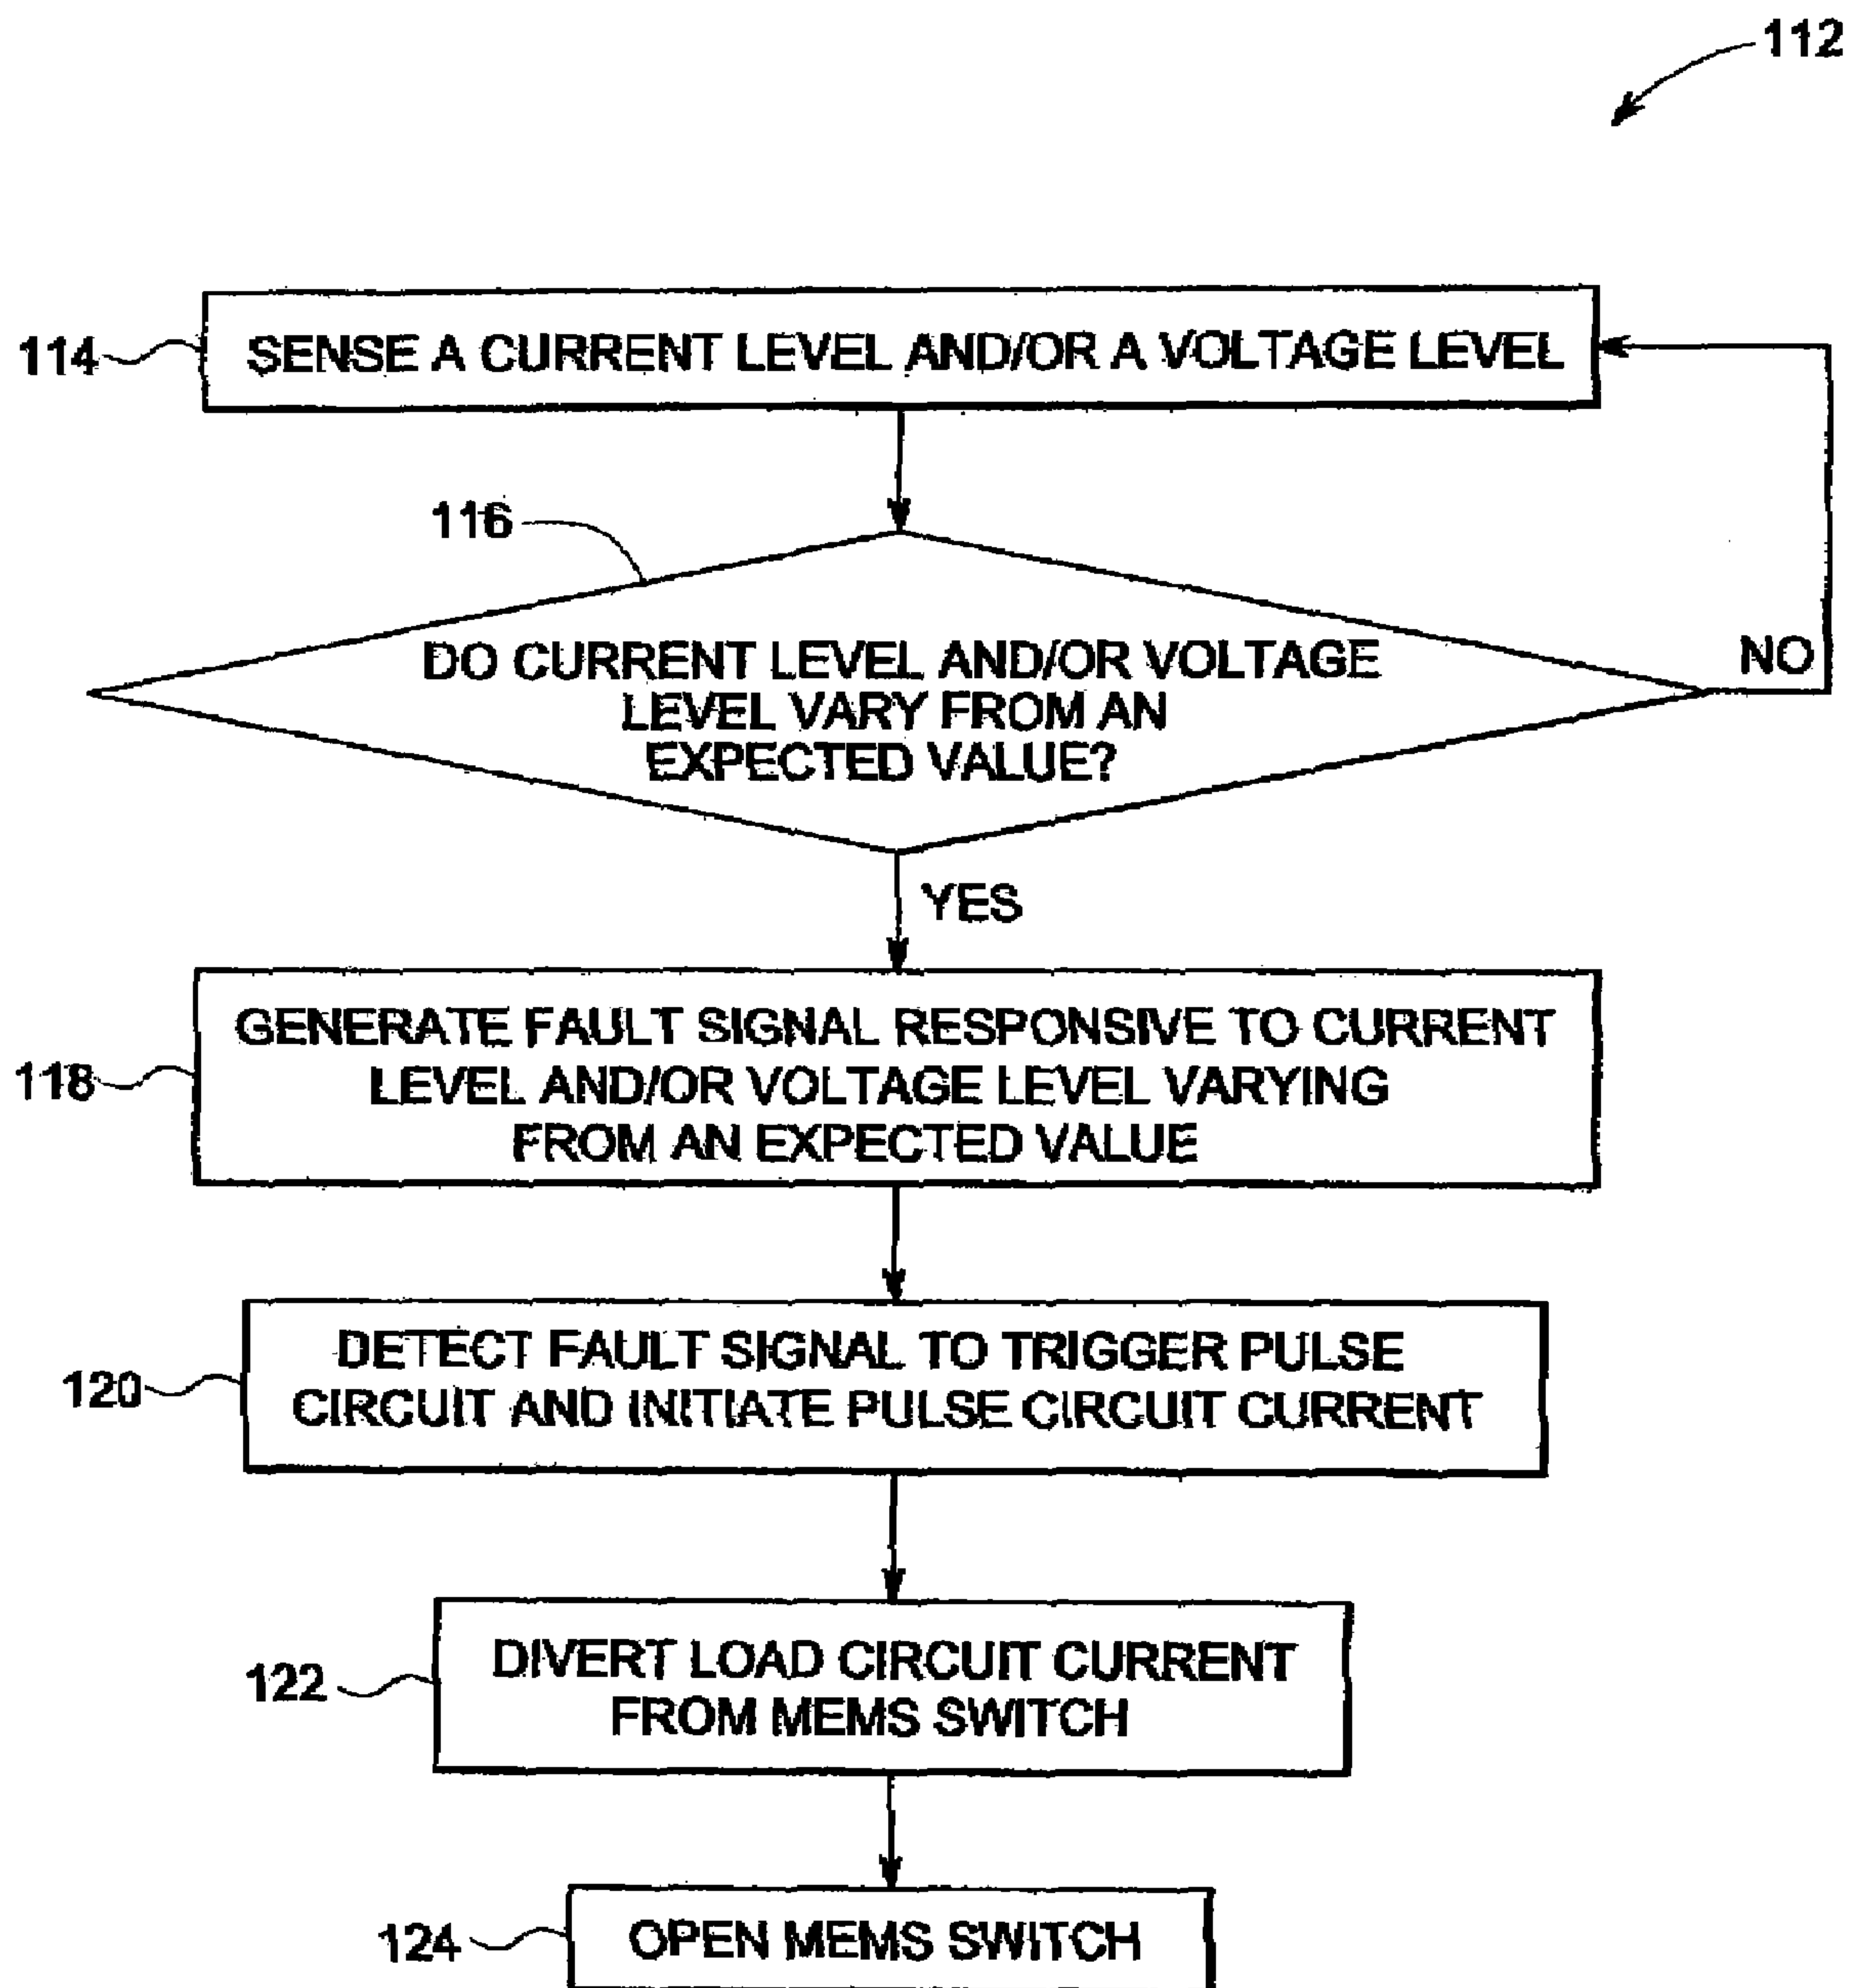 112
114
SENSE A CURRENT LEVEL AND/OR A VOLTAGE LEVEL
116
DO CURRENT LEVEL AND/OR VOLTAGE
LEVEL VARY FROM AN
EXPECTED VALUE?
NO
YES
118
GENERATE FAULT SIGNAL RESPONSIVE TO CURRENT
LEVEL AND/OR VOLTAGE LEVEL VARYING
FROM AN EXPECTED VALUE
120
DETECT FAULT SIGNAL TO TRIGGER PULSE
CIRCUIT AND INITIATE PULSE CIRCUIT CURRENT
122
DIVERT LOAD CIRCUIT CURRENT
FROM MEMS SWITCH
124
OPEN MEMS SWITCH